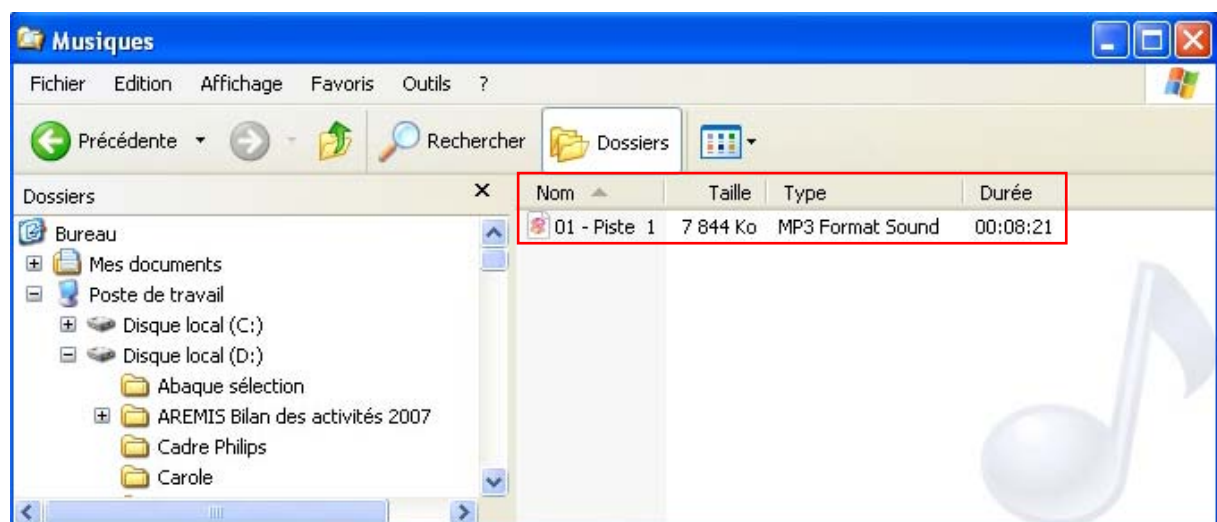 Musiques
Fichier Edition Affichage Favoris Outils ?
Précédente Rechercher Dossiers
Dossiers
Nom Taille Type Durée
01 - Piste 1 7 844 Ko MP3 Format Sound 00:08:21
Bureau
Mes documents
Poste de travail
Disque local (C:)
Disque local (D:)
Abaque sélection
AREMIS Bilan des activités 2007
Cadre Philips
Carole